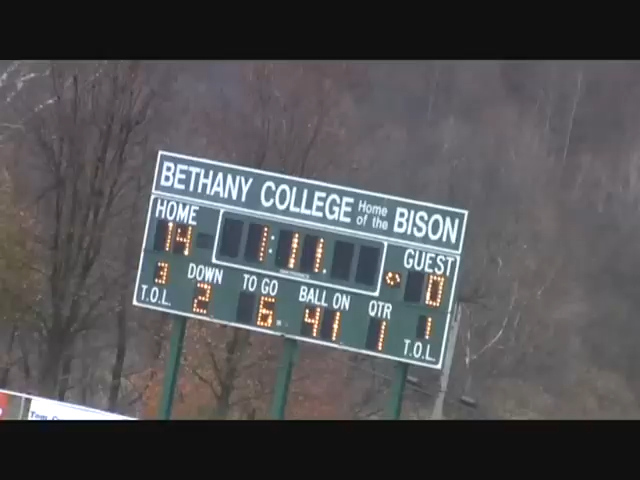 BETHANY COLLEGE Home of the BISON
HOME 14 1:11 GUEST 0
3 DOWN 2 TO GO 6 BALL ON 41 QTR 1 1
T.O.L. T.O.L.